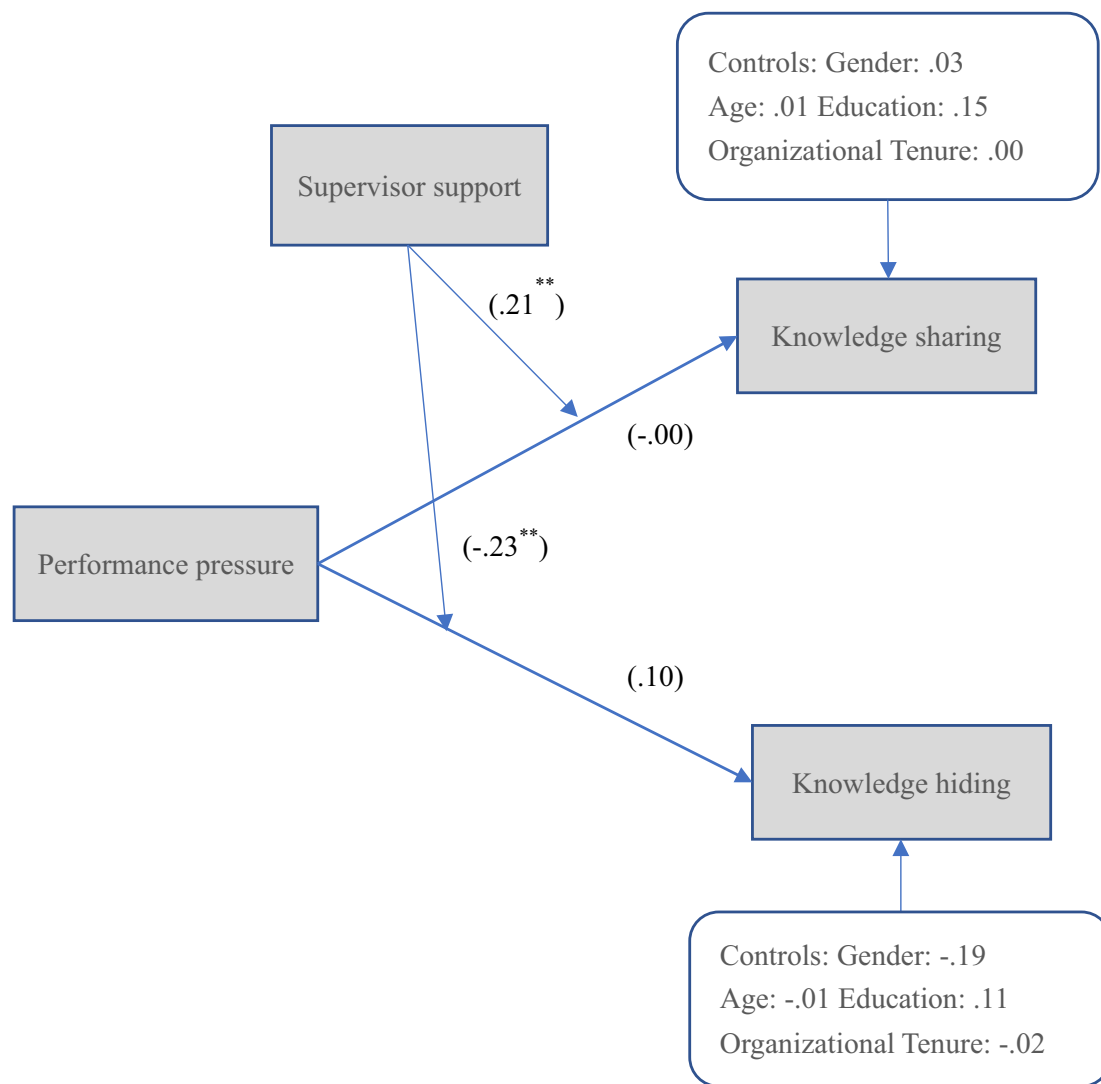 Controls: Gender: .03
Age: .01 Education: .15
Organizational Tenure: .00
Supervisor support
(.21**)
Knowledge sharing
(-.00)
Performance pressure
(-.23**)
(.10)
Knowledge hiding
Controls: Gender: -.19
Age: -.01 Education: .11
Organizational Tenure: -.02